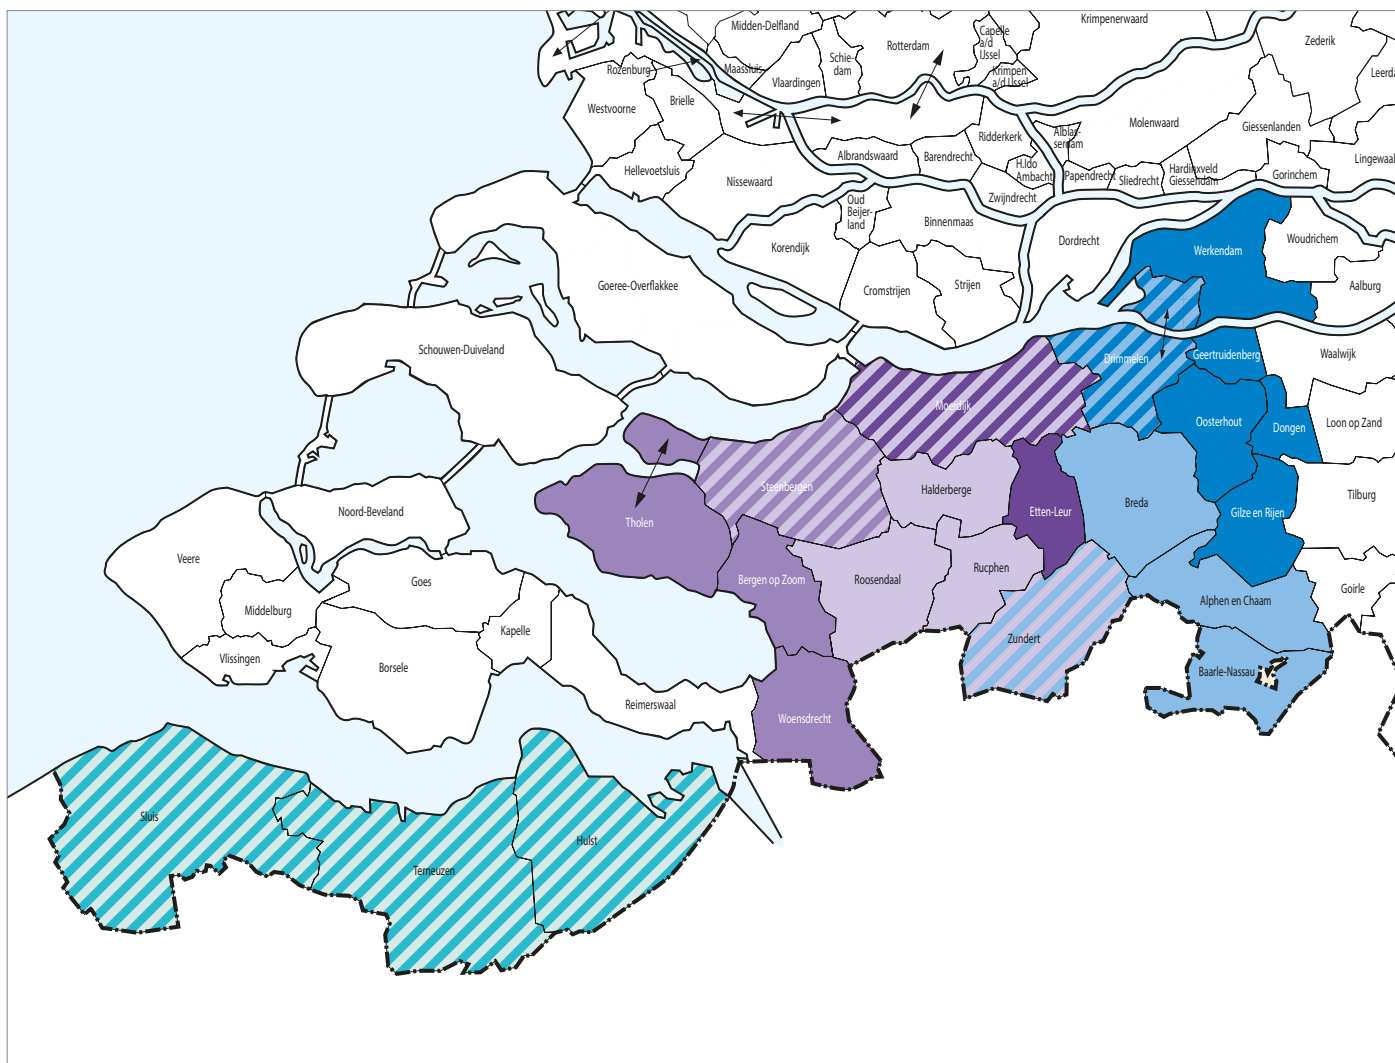 Krimpenerwaard
Midden-Delfland
Capelle
a/d
IJssel
Rotterdam
Zederik
Schie-
dam
Rozenburg
Maassluis
Krimpen
a/d IJssel
Vlaardingen
Brielle
Westvoorne
Molenwaard
Giessenlanden
Ridderkerk
Alblas-
serdam
Albrandswaard
Barendrecht
Lingewaal
Hellevoetsluis
H.Ido
Ambacht
Papendrecht
Sliedrecht
Hardinxveld
Giessendam
Gorinchem
Nissewaard
Zwijndrecht
Oud
Beijer-
land
Binnenmaas
Korendijk
Dordrecht
Woudrichem
Werkendam
Goeree-Overflakkee
Cromstrijen
Strijen
Aalburg
Schouwen-Duiveland
Drimmelen
Geertruidenberg
Waalwijk
Moerdijk
Oosterhout
Dongen
Loon op Zand
Steenbergen
Halderberge
Tilburg
Noord-Beveland
Tholen
Etten-Leur
Breda
Gilze en Rijen
Veere
Goes
Bergen op Zoom
Roosendaal
Rucphen
Goirle
Middelburg
Alphen en Chaam
Kapelle
Zundert
Vlissingen
Borsele
Baarle-Nassau
Reimerswaal
Woensdrecht
Sluis
Hulst
Terneuzen